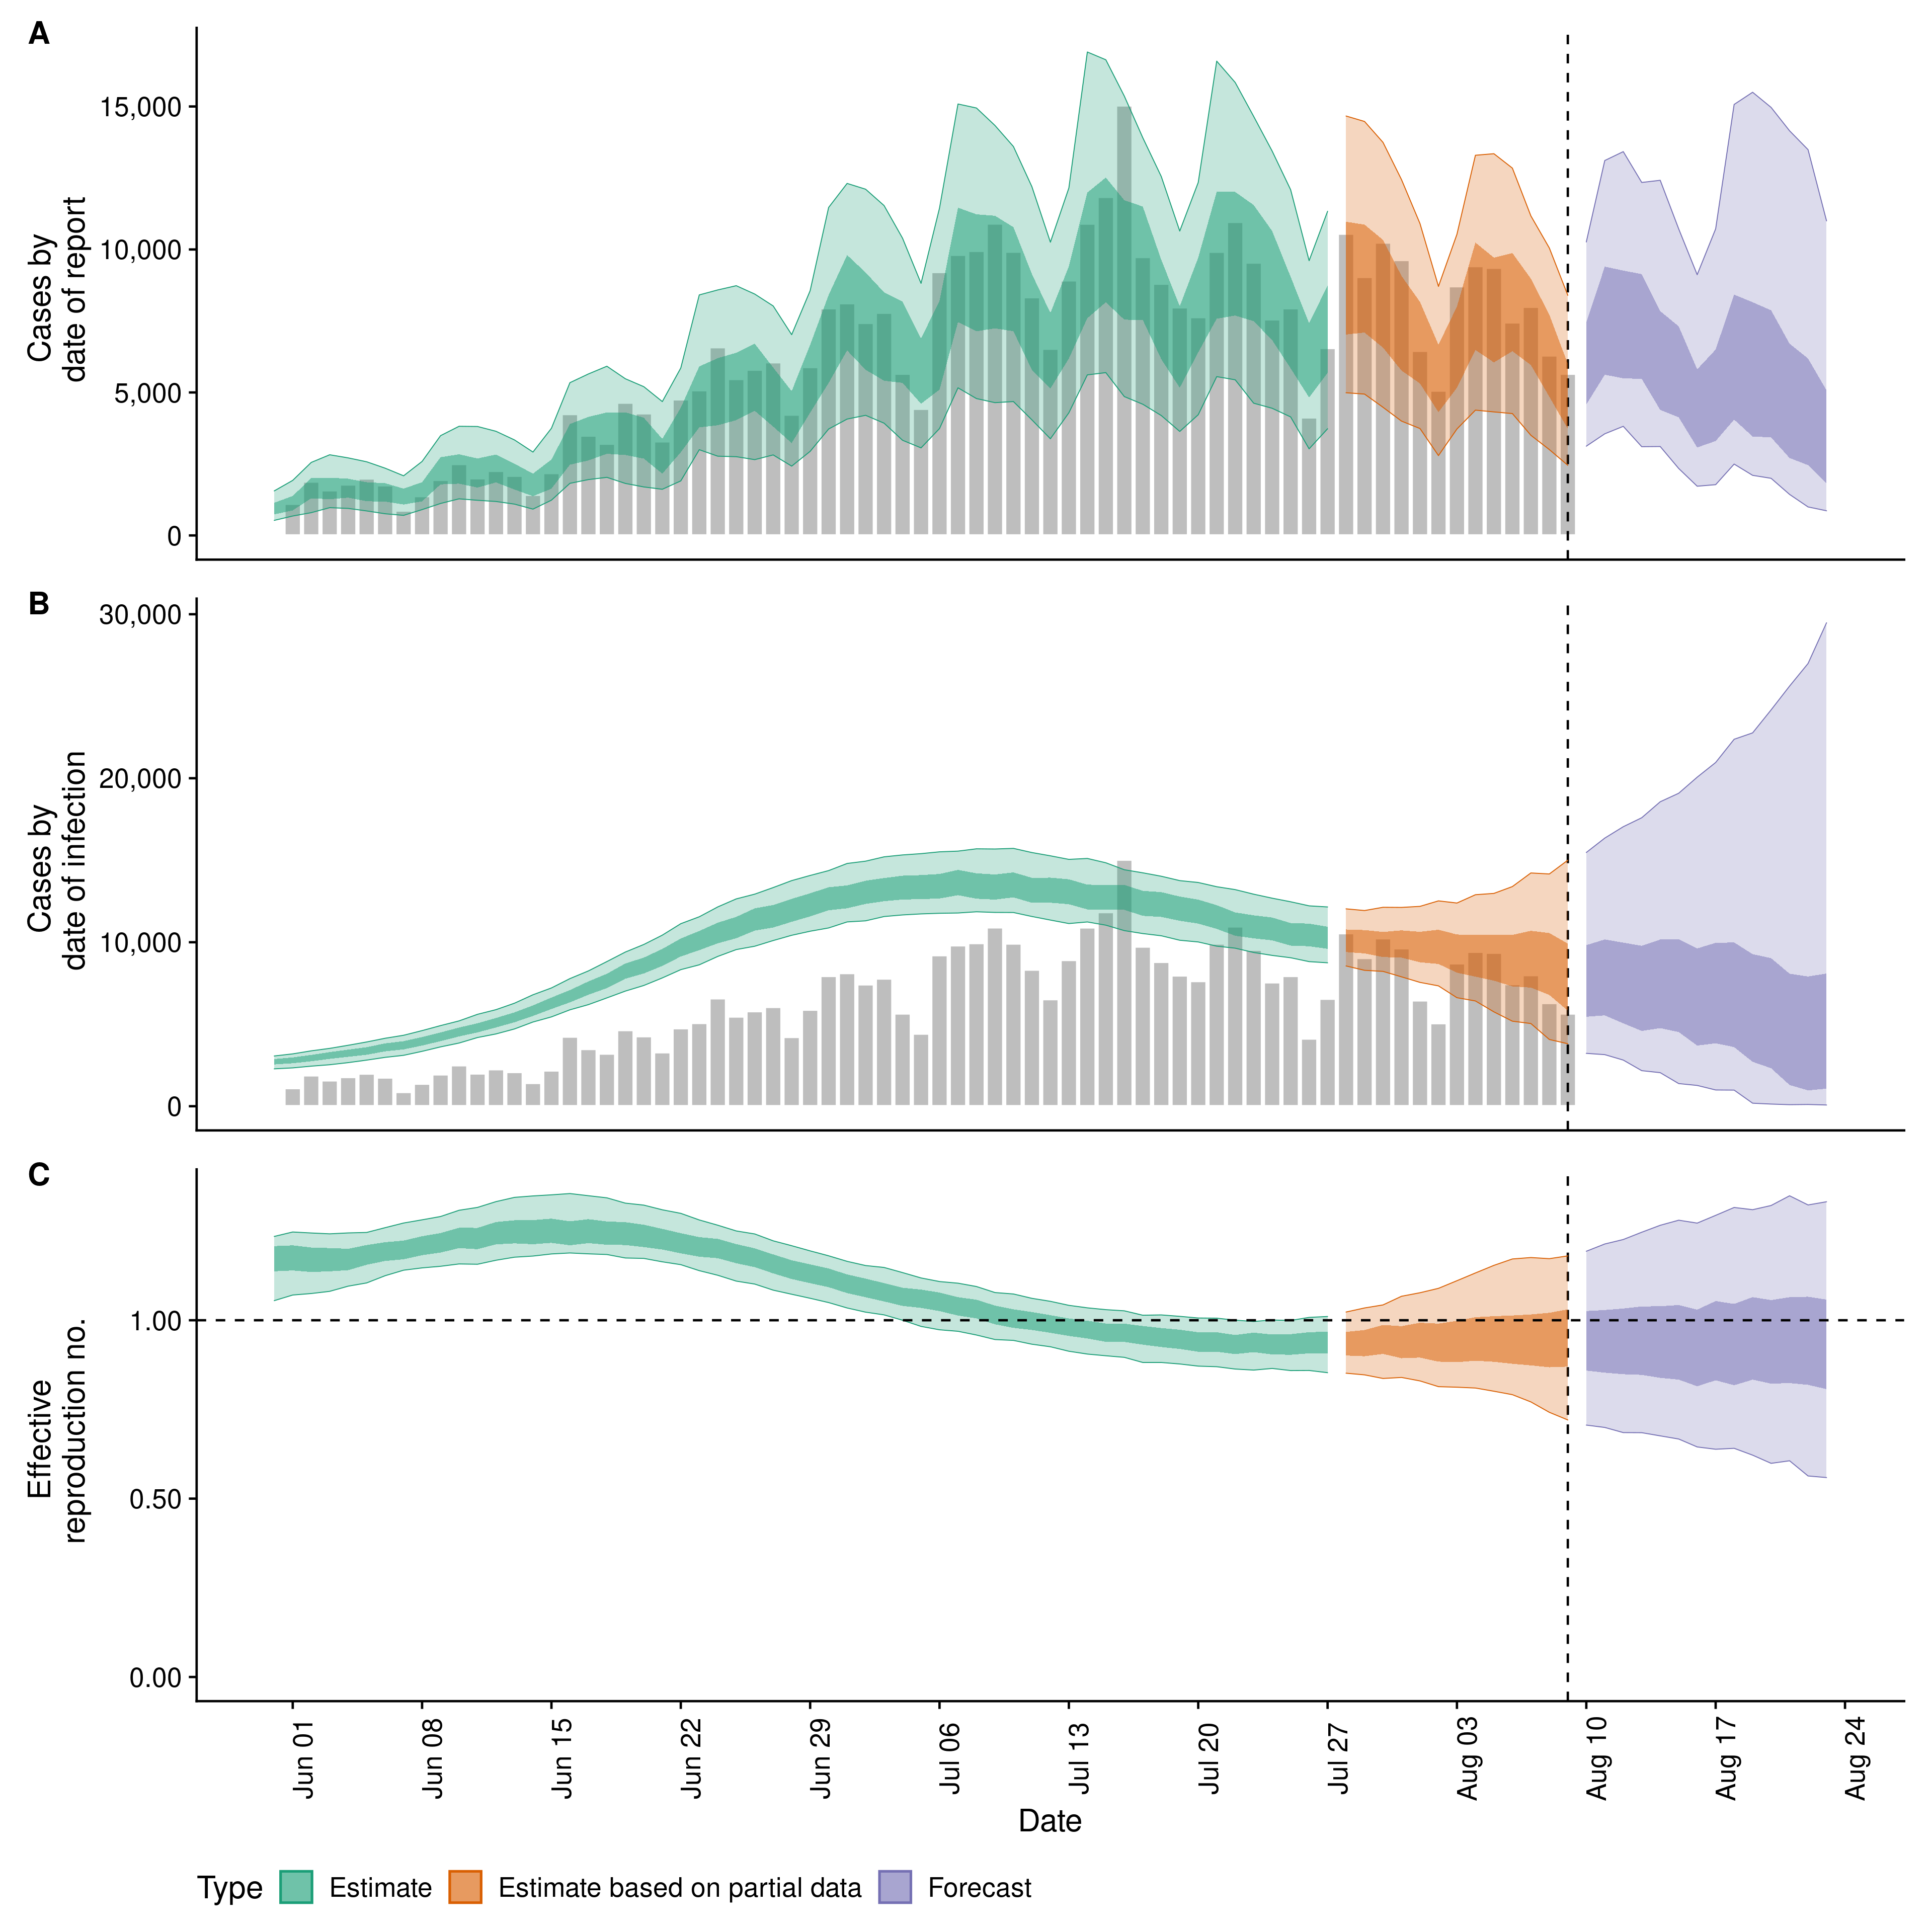 A
15,000
10,000
5,000
0
Cases by
date of report
B
30,000
20,000
10,000
0
Cases by
date of infection
C
1.00
0.50
0.00
Effective
reproduction no.
Jun 01
Jun 08
Jun 15
Jun 22
Jun 29
Jul 06
Jul 13
Jul 20
Jul 27
Aug 03
Aug 10
Aug 17
Aug 24
Date
Type Estimate Estimate based on partial data Forecast